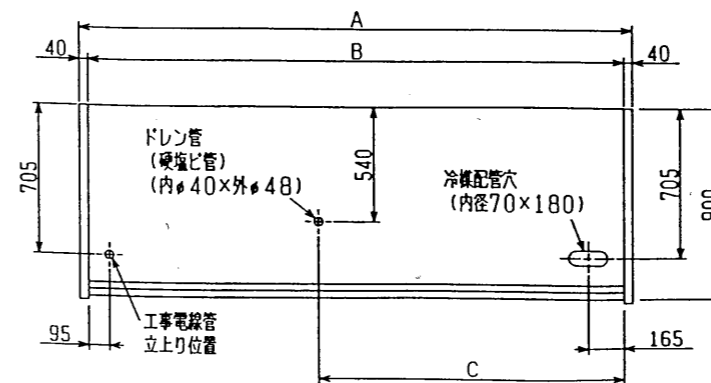 A
40
B
40
705
ドレン管
(硬塩ビ管)
(内φ40×外φ48)
540
冷媒配管穴
(内径70×180)
705
900
工事電線管
立上り位置
95
165
C